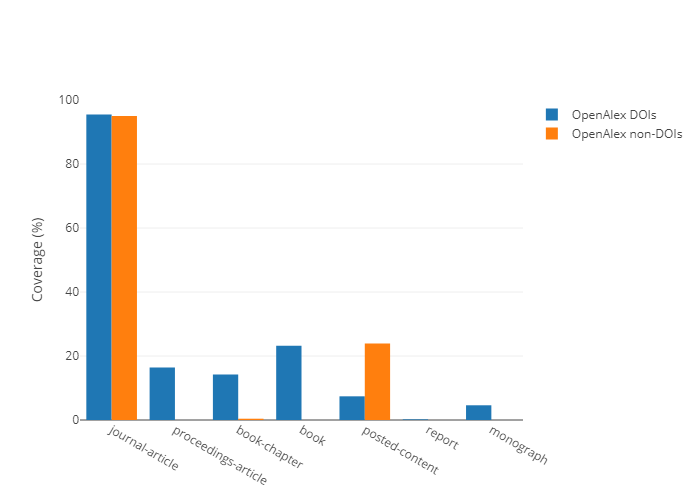 100
80
60
40
20
0
Coverage (%)
journal-article
proceedings-article
book-chapter
book
posted-content
report
monograph
OpenAlex DOIs
OpenAlex non-DOIs